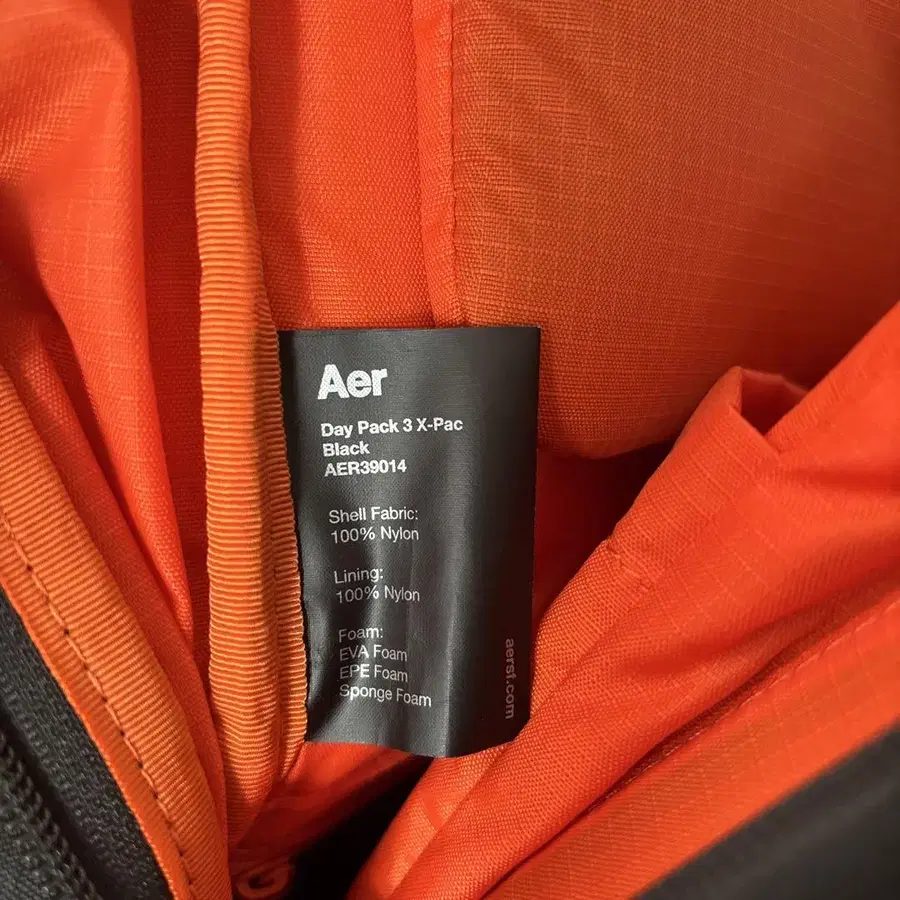 Aer
Day Pack 3 X-Pac
Black
AER39014
Shell Fabric:
100% Nylon
Lining:
100% Nylon
Foam:
EVA Foam
EPE Foam
Sponge Foam
aerst.com